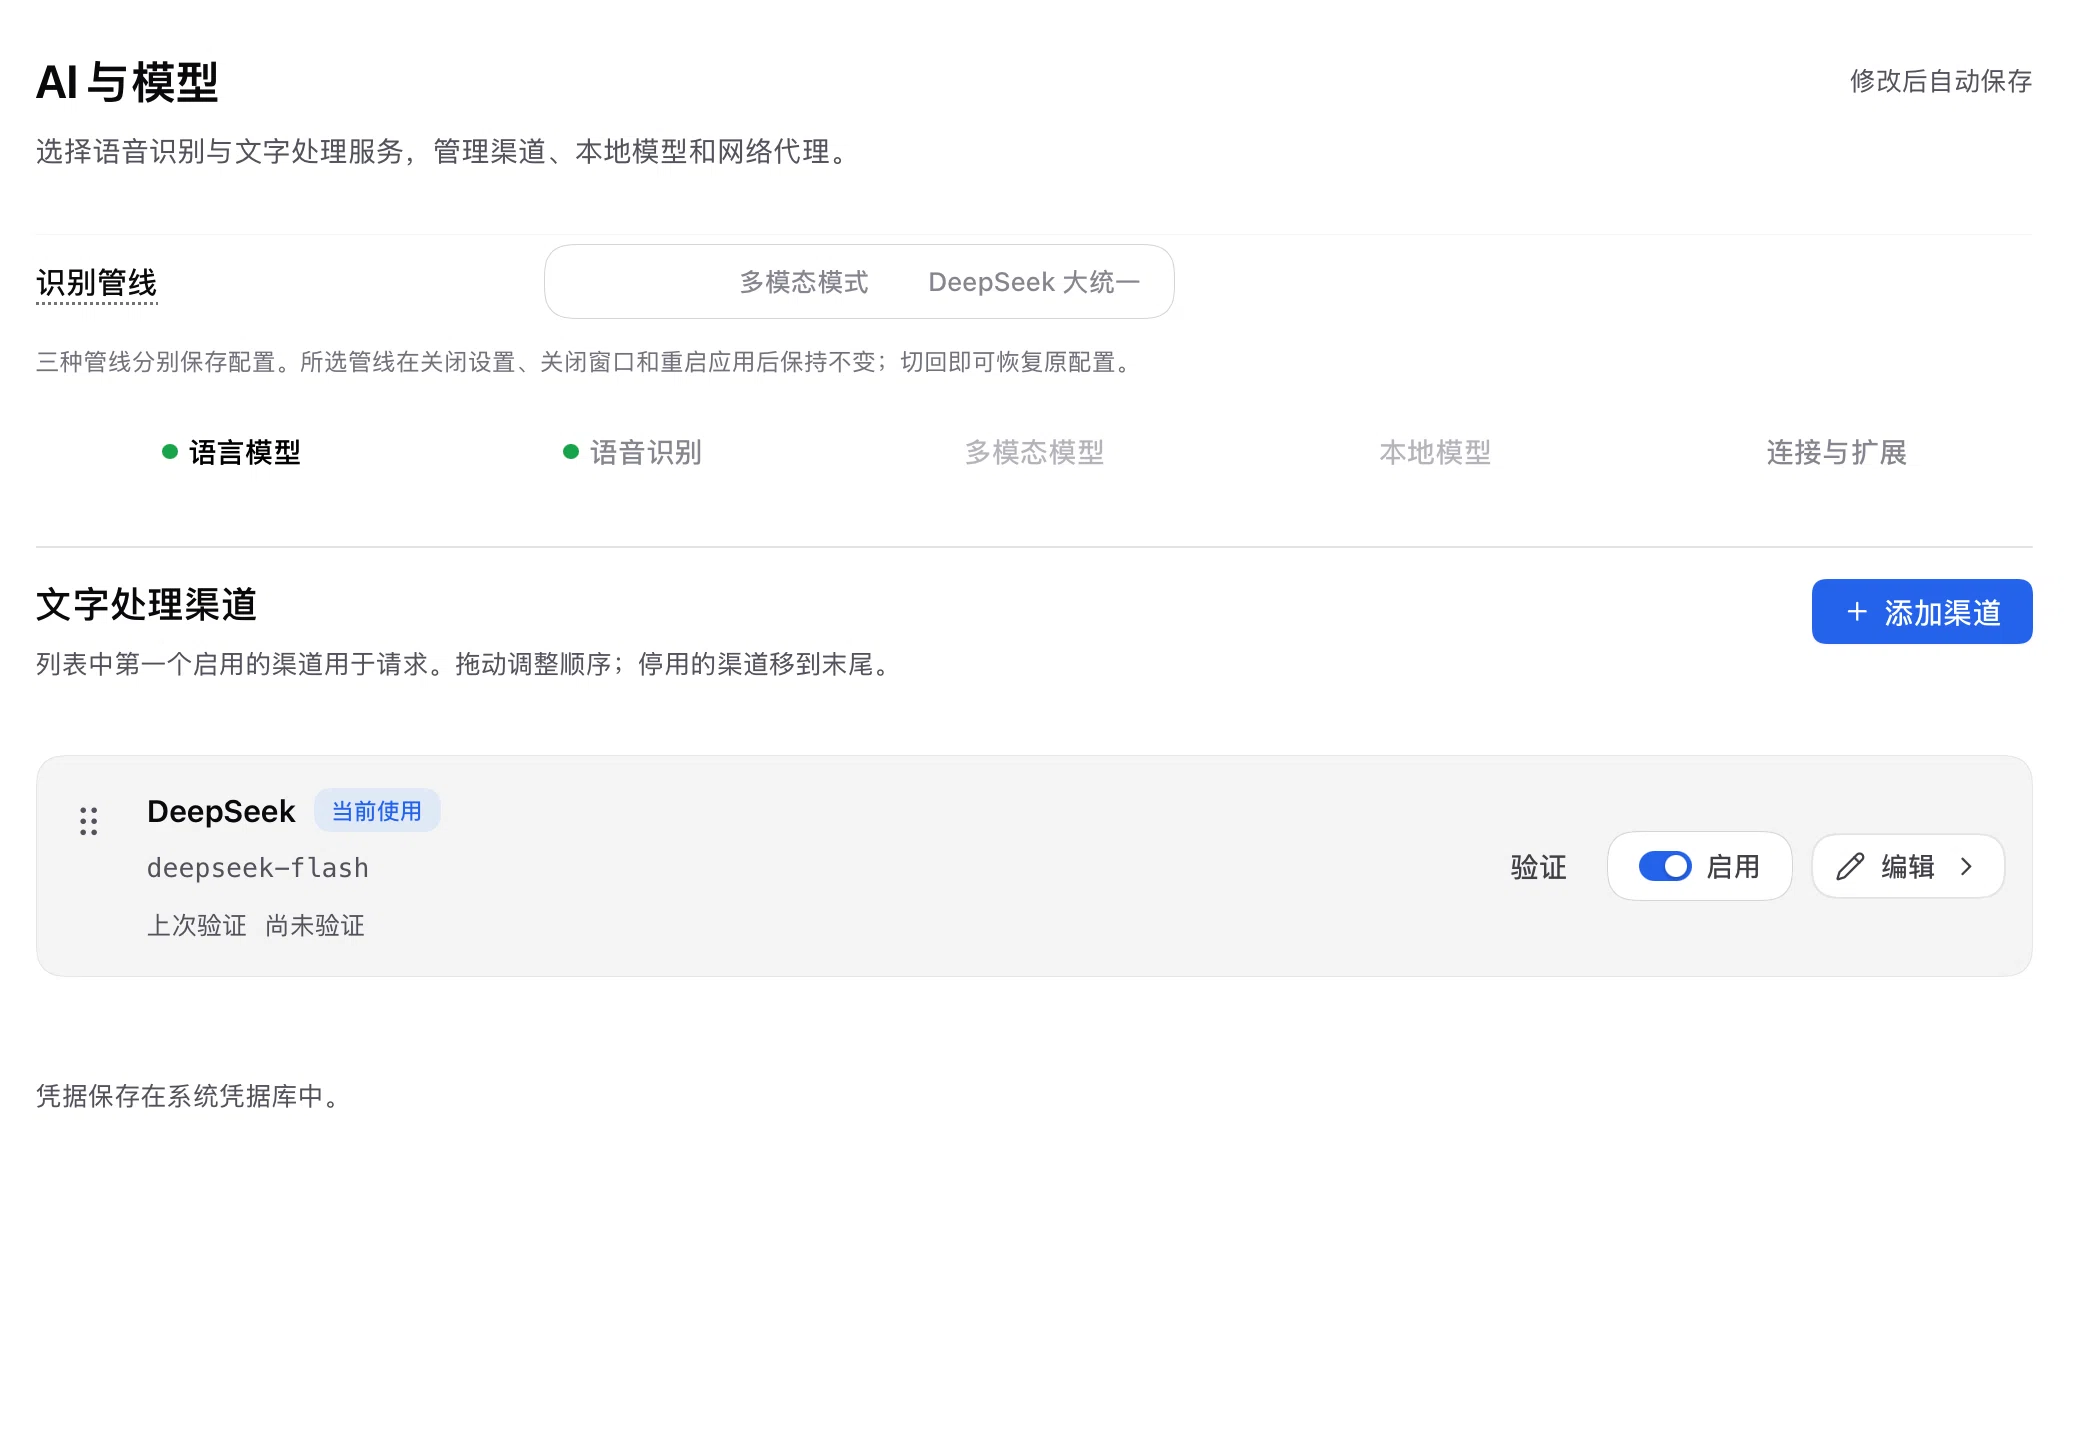 AI 与模型
修改后自动保存
选择语音识别与文字处理服务，管理渠道、本地模型和网络代理。
识别管线
多模态模式 DeepSeek 大统一
三种管线分别保存配置。所选管线在关闭设置、关闭窗口和重启应用后保持不变；切回即可恢复原配置。
语言模型 语音识别 多模态模型 本地模型 连接与扩展
文字处理渠道
+ 添加渠道
列表中第一个启用的渠道用于请求。拖动调整顺序；停用的渠道移到末尾。
DeepSeek 当前使用
deepseek-flash
上次验证 尚未验证
验证 启用 编辑
凭据保存在系统凭据库中。